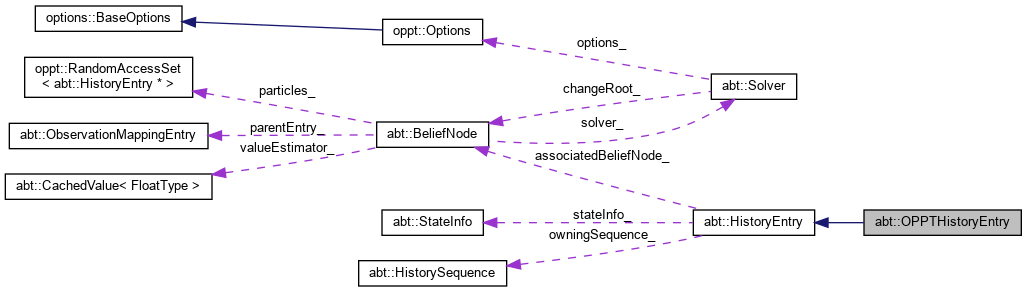 options::BaseOptions
oppt::Options
options_
oppt::RandomAccessSet
< abt::HistoryEntry * >
abt::Solver
changeRoot_
particles_
solver_
parentEntry_
abt::ObservationMappingEntry
abt::BeliefNode
valueEstimator_
associatedBeliefNode_
abt::CachedValue< FloatType >
stateInfo_
abt::StateInfo
abt::HistoryEntry
abt::OPPTHistoryEntry
owningSequence_
abt::HistorySequence